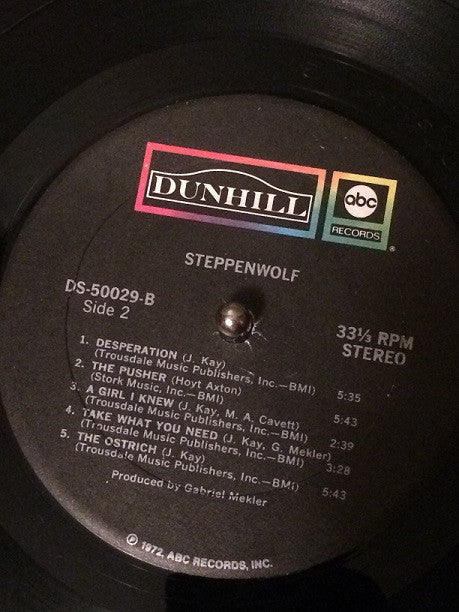 DUNHILL
abc
RECORDS
®
STEPPENWOLF
DS-50029-B
Side 2
33⅓ RPM
STEREO
1. DESPERATION (J. Kay)
(Trousdale Music Publishers, Inc.—BMI) 5:35
2. THE PUSHER (Hoyt Axton)
(Stork Music, Inc.—BMI) 5:43
3. A GIRL I KNEW (J. Kay, M. A. Cavett)
(Trousdale Music Publishers, Inc.—BMI) 2:39
4. TAKE WHAT YOU NEED (J. Kay, G. Mekler)
(Trousdale Music Publishers, Inc.—BMI) 3:28
5. THE OSTRICH (J. Kay)
(Trousdale Music Publishers, Inc.—BMI) 5:43
Produced by Gabriel Mekler
℗ 1972, ABC RECORDS, INC.